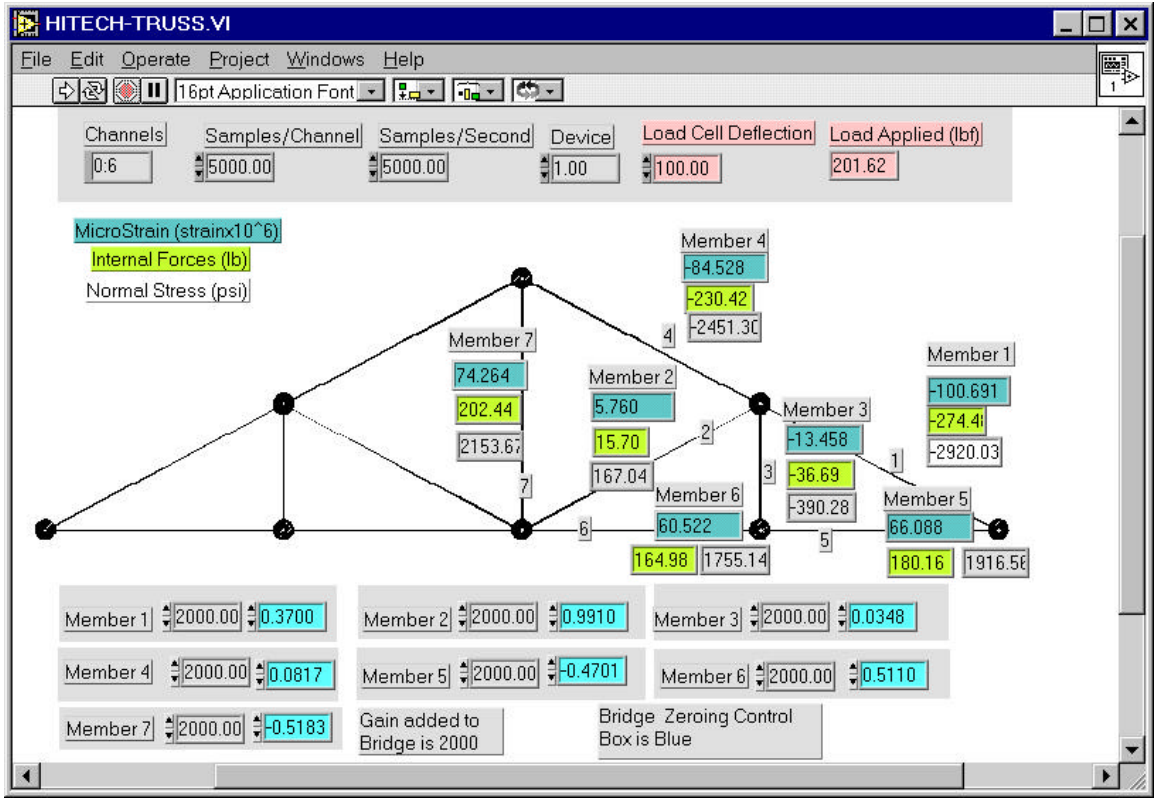 HITECH-TRUSS.VI
File Edit Operate Project Windows Help
16pt Application Font
1
Channels Samples/Channel Samples/Second Device Load Cell Deflection Load Applied (lbf)
0:6 5000.00 5000.00 1.00 100.00 201.62
MicroStrain (strainx10^6)
Internal Forces (lb)
Normal Stress (psi)
Member 4
-84.528
-230.42
-2451.30
4
Member 7
74.264
202.44
2153.67
7
Member 2
5.760
15.70
167.04
2
Member 1
-100.691
-274.48
-2920.03
1
Member 3
-13.458
-36.69
-390.28
3
Member 6
60.522
164.98 1755.14
6
Member 5
66.088
180.16 1916.56
5
Member 1 2000.00 0.3700
Member 2 2000.00 0.9910
Member 3 2000.00 0.0348
Member 4 2000.00 0.0817
Member 5 2000.00 -0.4701
Member 6 2000.00 0.5110
Member 7 2000.00 -0.5183
Gain added to
Bridge is 2000
Bridge Zeroing Control
Box is Blue